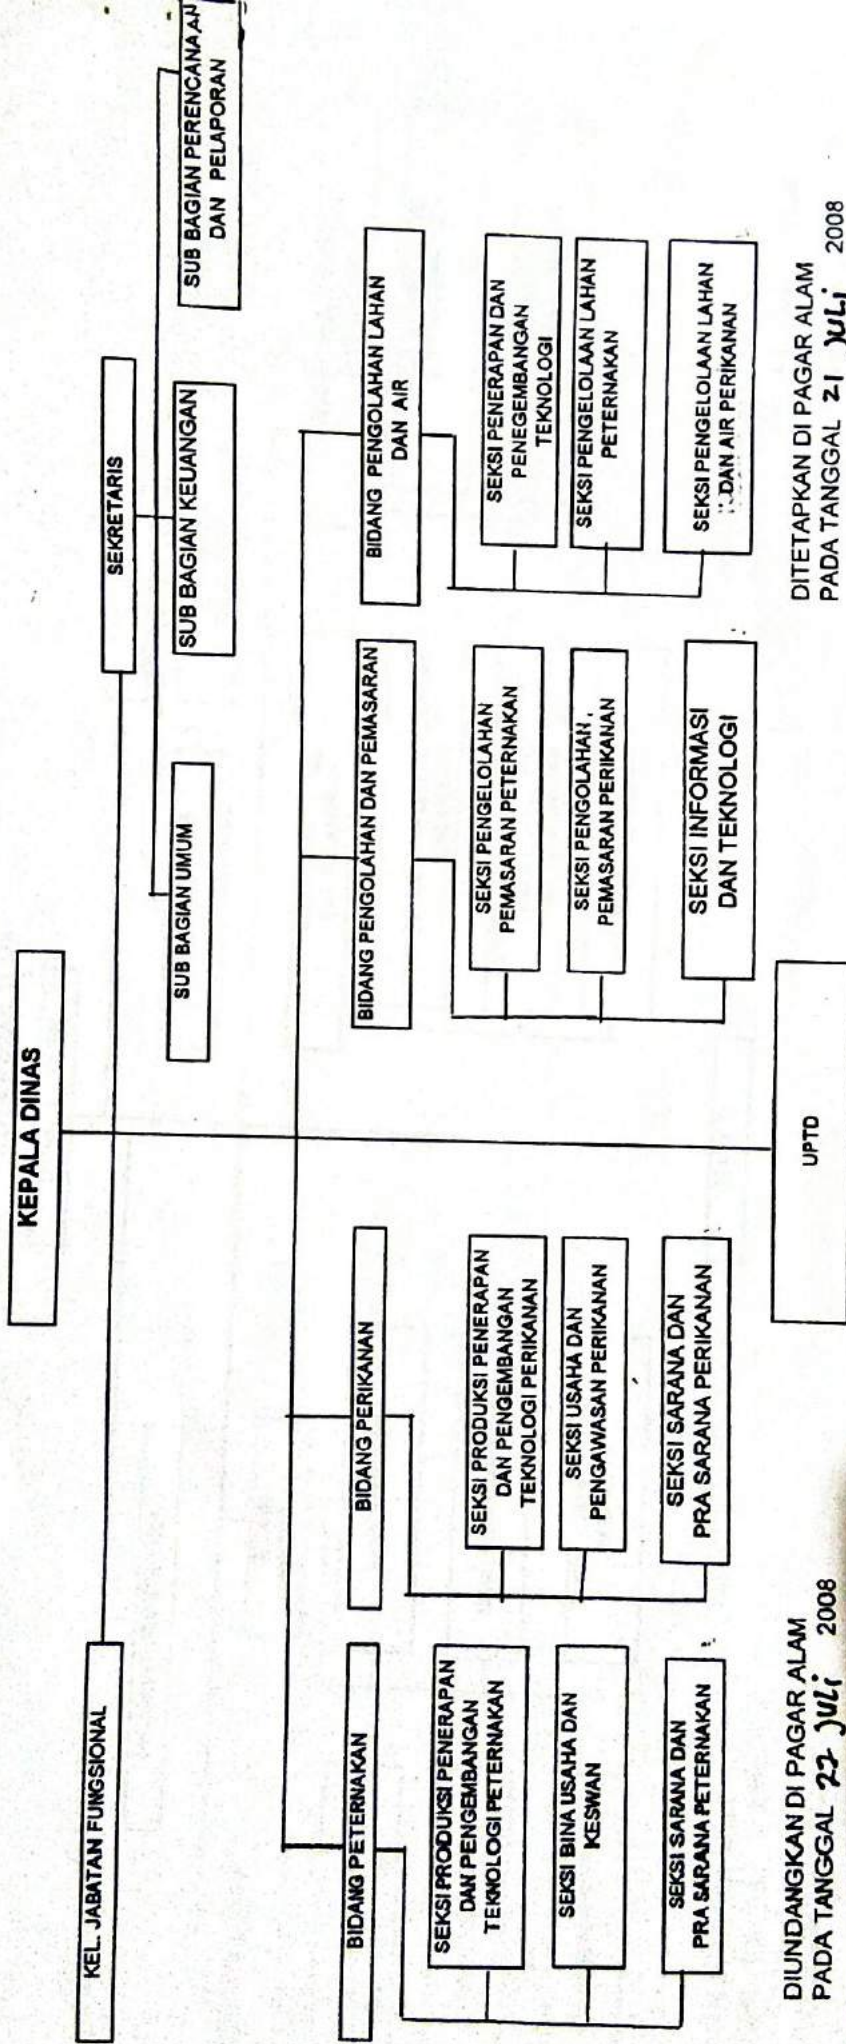 KEPALA DINAS
KEL. JABATAN FUNGSIONAL
SEKRETARIS
SUB BAGIAN UMUM
SUB BAGIAN KEUANGAN
SUB BAGIAN PERENCANAAN
DAN PELAPORAN
BIDANG PETERNAKAN
SEKSI PRODUKSI PENERAPAN
DAN PENGEMBANGAN
TEKNOLOGI PETERNAKAN
SEKSI BINA USAHA DAN
KESWAN
SEKSI SARANA DAN
PRA SARANA PETERNAKAN
BIDANG PERIKANAN
SEKSI PRODUKSI PENERAPAN
DAN PENGEMBANGAN
TEKNOLOGI PERIKANAN
SEKSI USAHA DAN
PENGAWASAN PERIKANAN
SEKSI SARANA DAN
PRA SARANA PERIKANAN
BIDANG PENGOLAHAN DAN PEMASARAN
SEKSI PENGELOLAHAN
PEMASARAN PETERNAKAN
SEKSI PENGOLAHAN,
PEMASARAN PERIKANAN
SEKSI INFORMASI
DAN TEKNOLOGI
BIDANG PENGOLAHAN LAHAN
DAN AIR
SEKSI PENERAPAN DAN
PENEGEMBANGAN
TEKNOLOGI
SEKSI PENGELOLAAN LAHAN
PETERNAKAN
SEKSI PENGELOLAAN LAHAN
DAN AIR PERIKANAN
UPTD
DIUNDANGKAN DI PAGAR ALAM
PADA TANGGAL 22 Juli 2008
DITETAPKAN DI PAGAR ALAM
PADA TANGGAL 21 Juli 2008